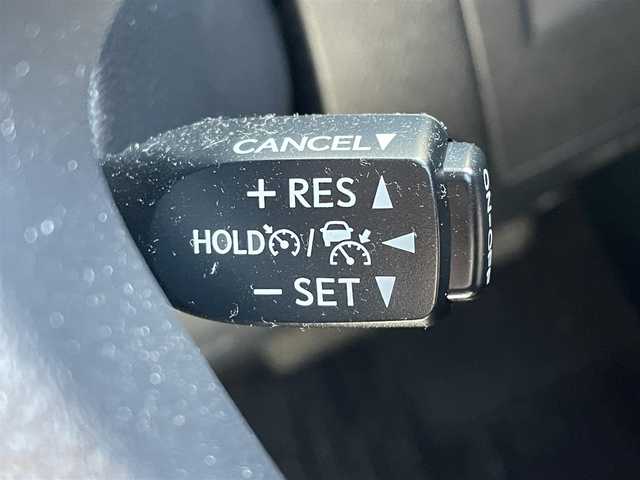 CANCEL▼
+ RES ▲
HOLD / ◀
− SET ▼
ON·OFF